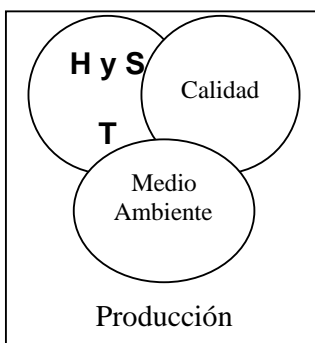 H y S
T
Calidad
Medio
Ambiente
Producción